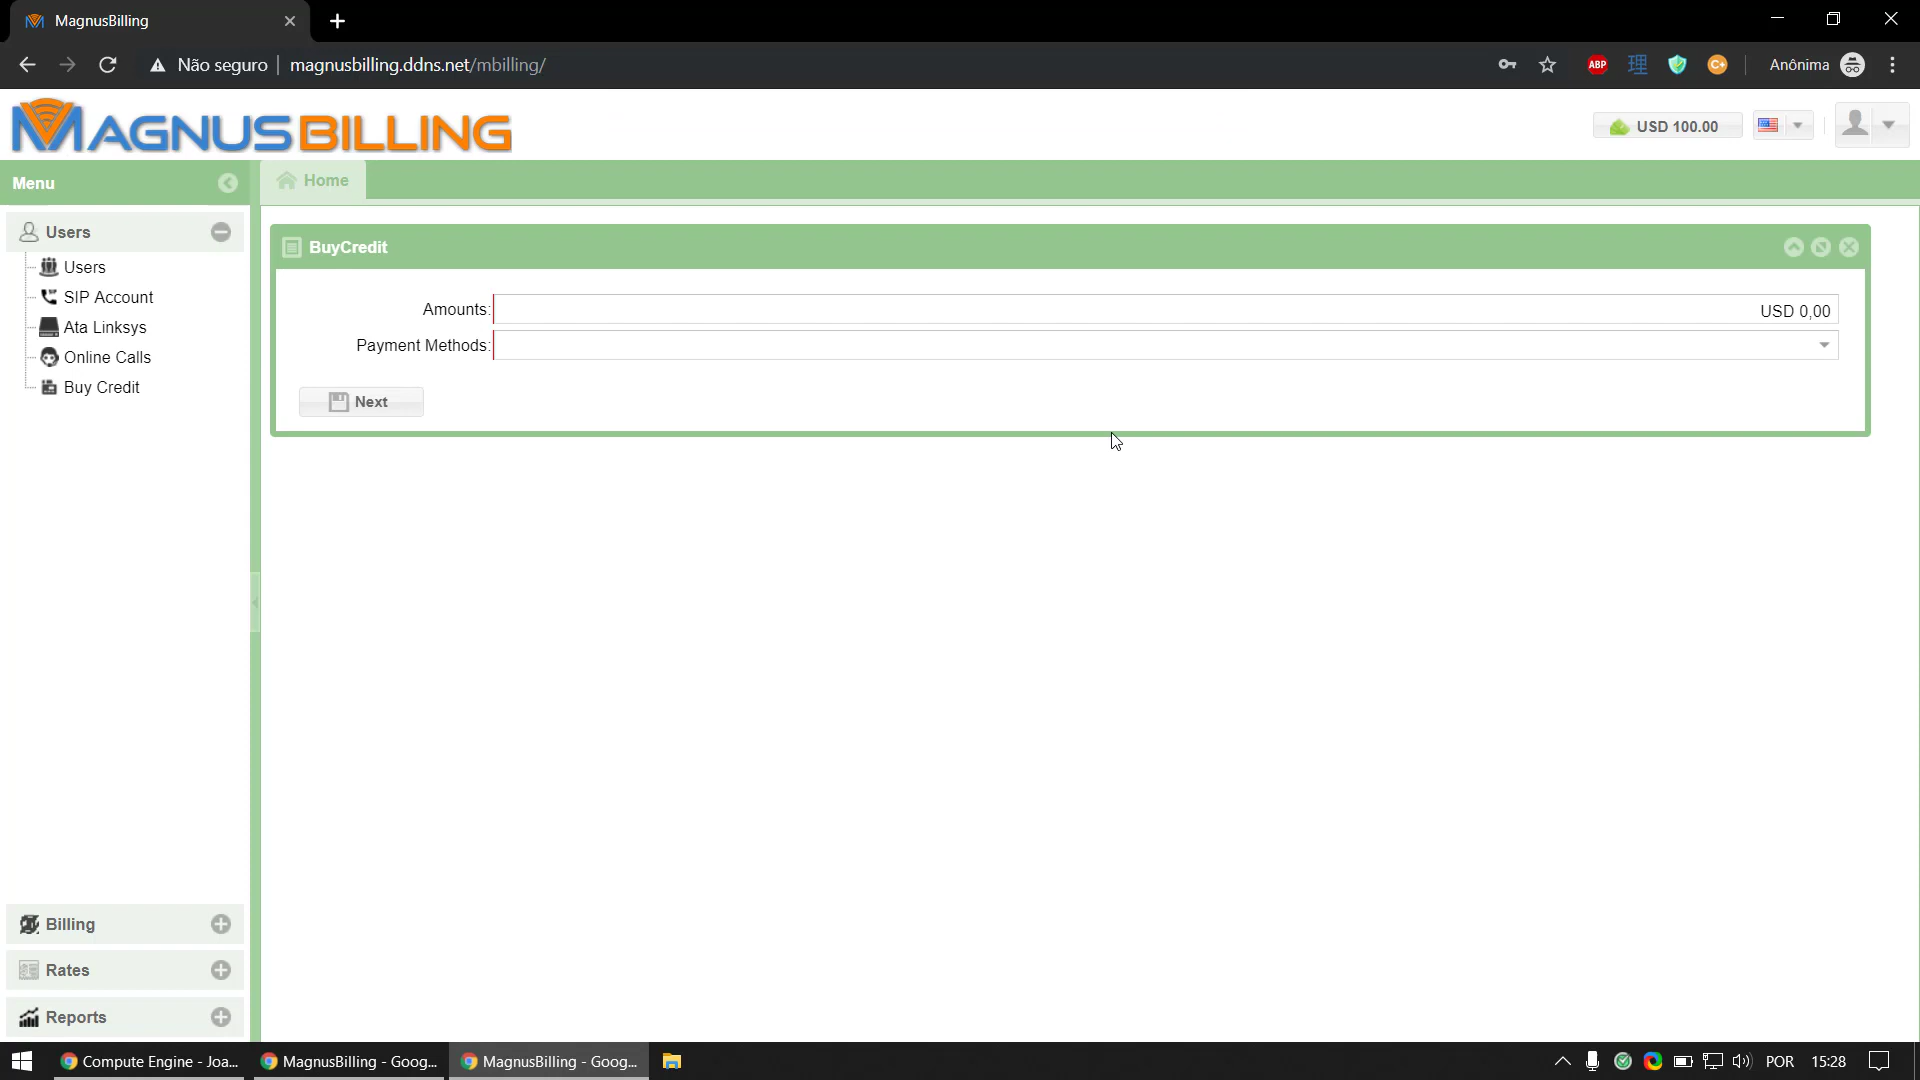 MagnusBilling
Não seguro
magnusbilling.ddns.net/mbilling/
ABP
理
C+
Anônima
MAGNUSBILLING
USD 100.00
Menu
Home
Users
Users
SIP Account
Ata Linksys
Online Calls
Buy Credit
BuyCredit
Amounts:
USD 0,00
Payment Methods:
Next
Billing
Rates
Reports
Compute Engine - Joa...
MagnusBilling - Goog...
MagnusBilling - Goog...
POR
15:28